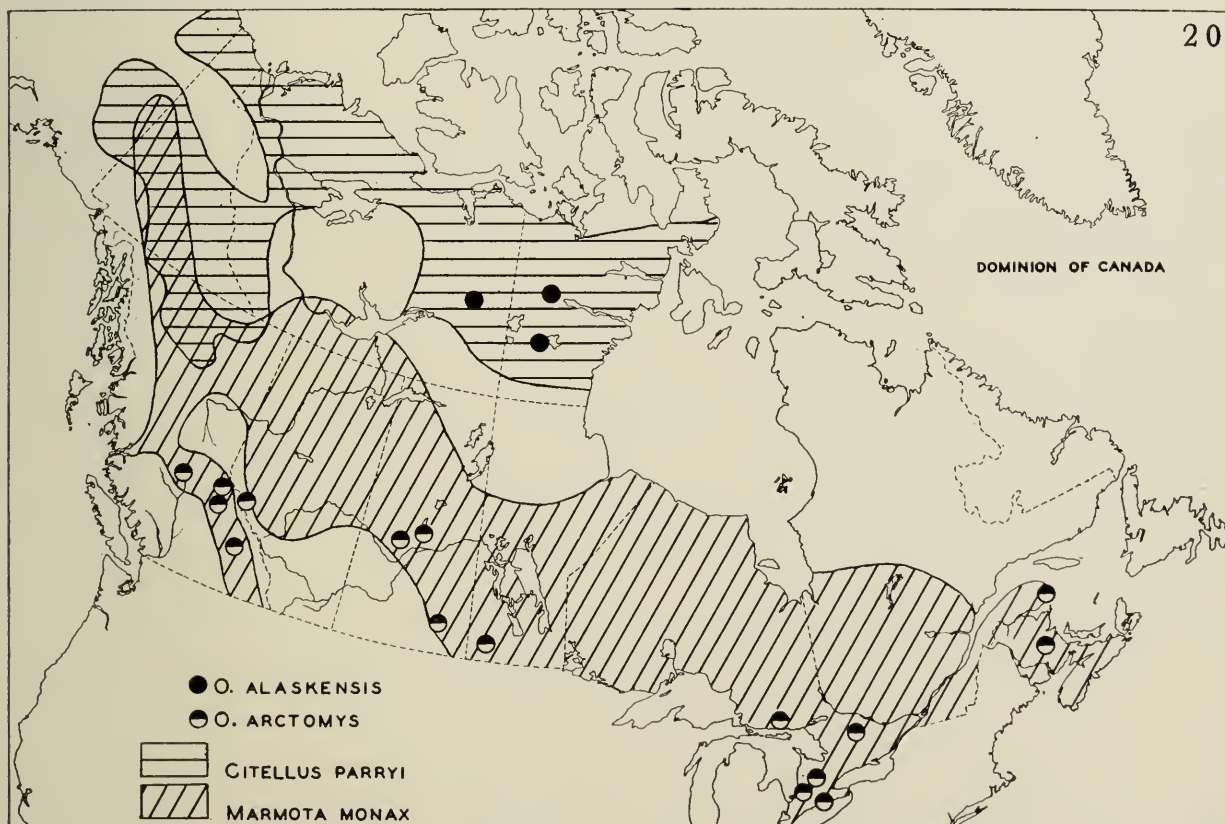 20
DOMINION OF CANADA
O. ALASKENSIS
O. ARCTOMYS
CITELLUS PARRYI
MARMOTA MONAX